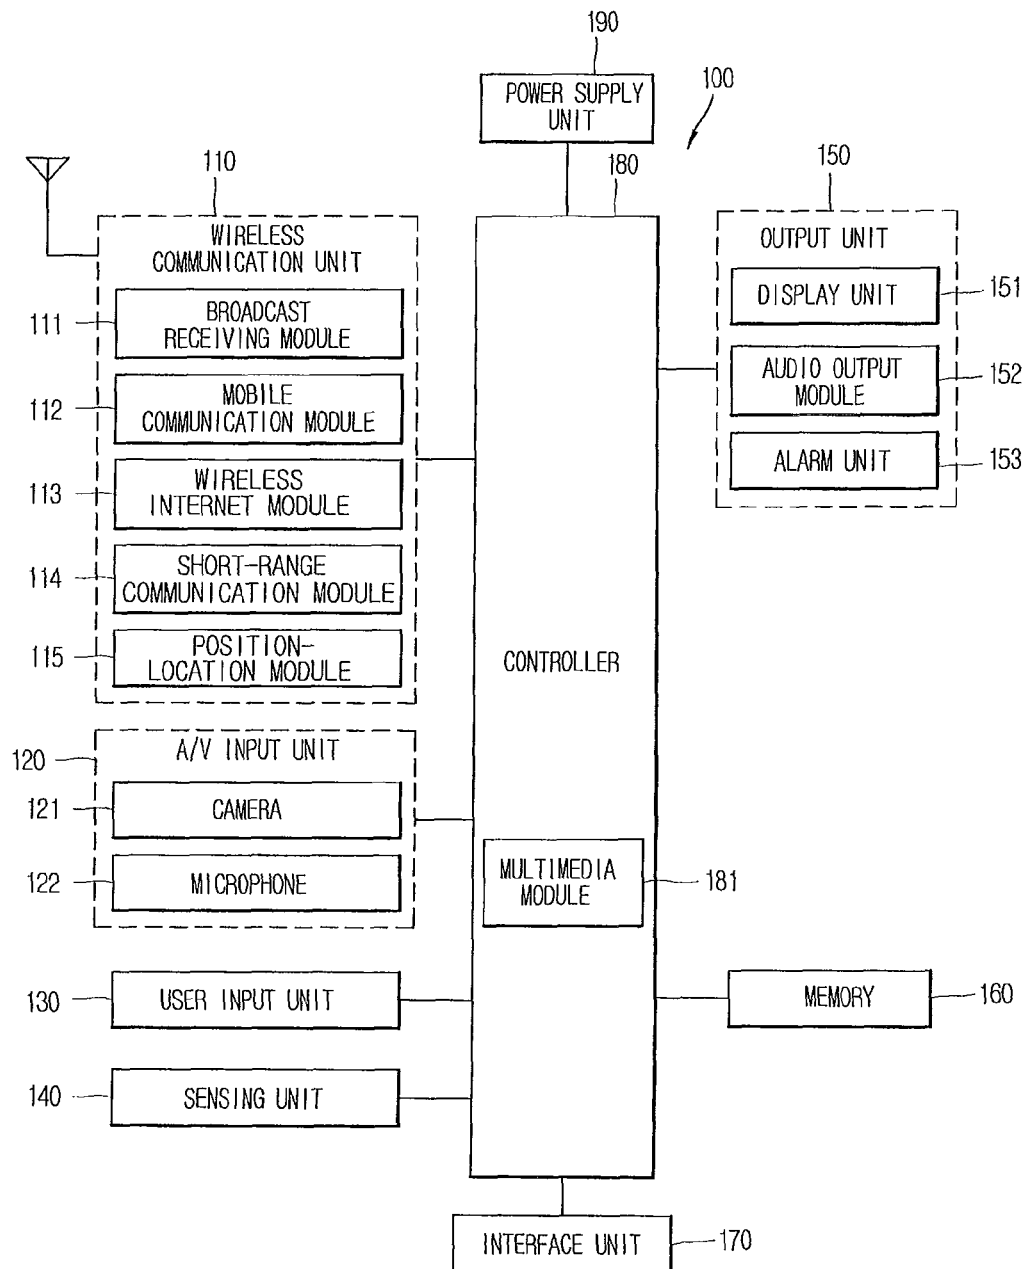 190
POWER SUPPLY
UNIT
100
110
180
150
WIRELESS
COMMUNICATION UNIT
OUTPUT UNIT
111
BROADCAST
RECEIVING MODULE
DISPLAY UNIT
151
112
MOBILE
COMMUNICATION MODULE
AUDIO OUTPUT
MODULE
152
113
WIRELESS
INTERNET MODULE
ALARM UNIT
153
114
SHORT-RANGE
COMMUNICATION MODULE
115
POSITION-
LOCATION MODULE
CONTROLLER
120
A/V INPUT UNIT
121
CAMERA
122
MICROPHONE
MULTIMEDIA
MODULE
181
130
USER INPUT UNIT
MEMORY
160
140
SENSING UNIT
INTERFACE UNIT
170